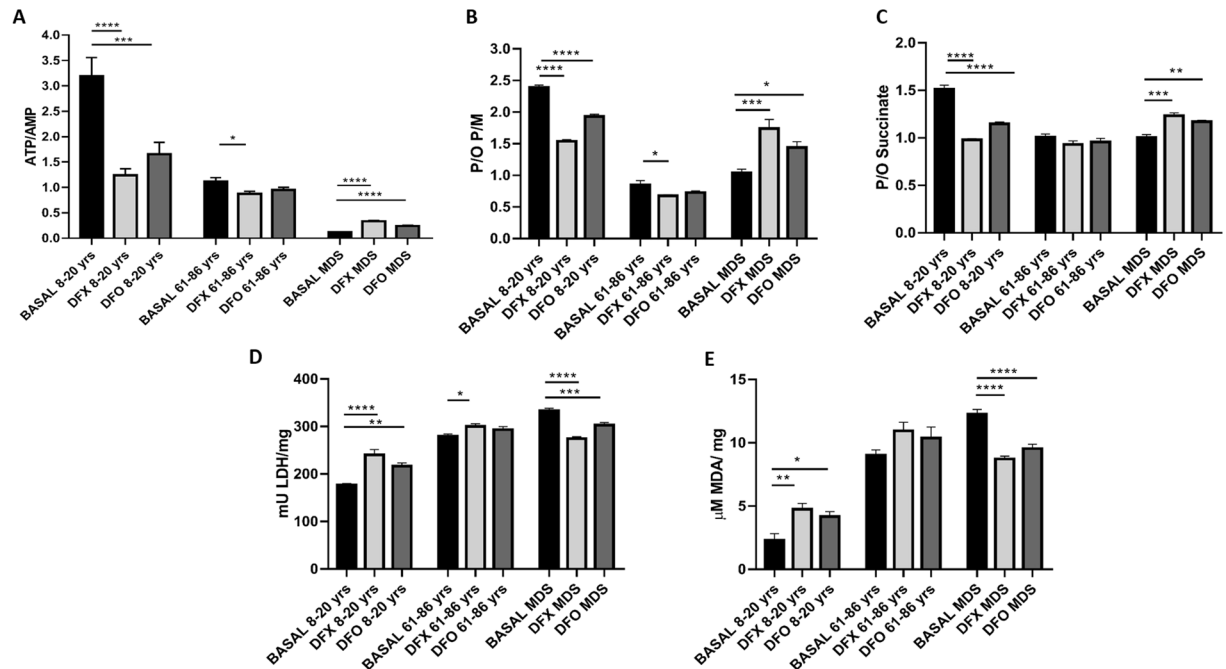 A
ATP/AMP
4.0
3.5
3.0
2.5
2.0
1.5
1.0
0.5
0.0
****
***
*
****
****
BASAL 8-20 yrs
DFX 8-20 yrs
DFO 8-20 yrs
BASAL 61-86 yrs
DFX 61-86 yrs
DFO 61-86 yrs
BASAL MDS
DFX MDS
DFO MDS
B
P/O P/M
3.0
2.5
2.0
1.5
1.0
0.5
0.0
****
****
*
*
***
BASAL 8-20 yrs
DFX 8-20 yrs
DFO 8-20 yrs
BASAL 61-86 yrs
DFX 61-86 yrs
DFO 61-86 yrs
BASAL MDS
DFX MDS
DFO MDS
C
P/O Succinate
2.0
1.5
1.0
0.5
0.0
****
****
**
***
BASAL 8-20 yrs
DFX 8-20 yrs
DFO 8-20 yrs
BASAL 61-86 yrs
DFX 61-86 yrs
DFO 61-86 yrs
BASAL MDS
DFX MDS
DFO MDS
D
mU LDH/mg
400
300
200
100
0
****
**
*
****
***
BASAL 8-20 yrs
DFX 8-20 yrs
DFO 8-20 yrs
BASAL 61-86 yrs
DFX 61-86 yrs
DFO 61-86 yrs
BASAL MDS
DFX MDS
DFO MDS
E
μM MDA/ mg
15
10
5
0
*
**
****
****
BASAL 8-20 yrs
DFX 8-20 yrs
DFO 8-20 yrs
BASAL 61-86 yrs
DFX 61-86 yrs
DFO 61-86 yrs
BASAL MDS
DFX MDS
DFO MDS